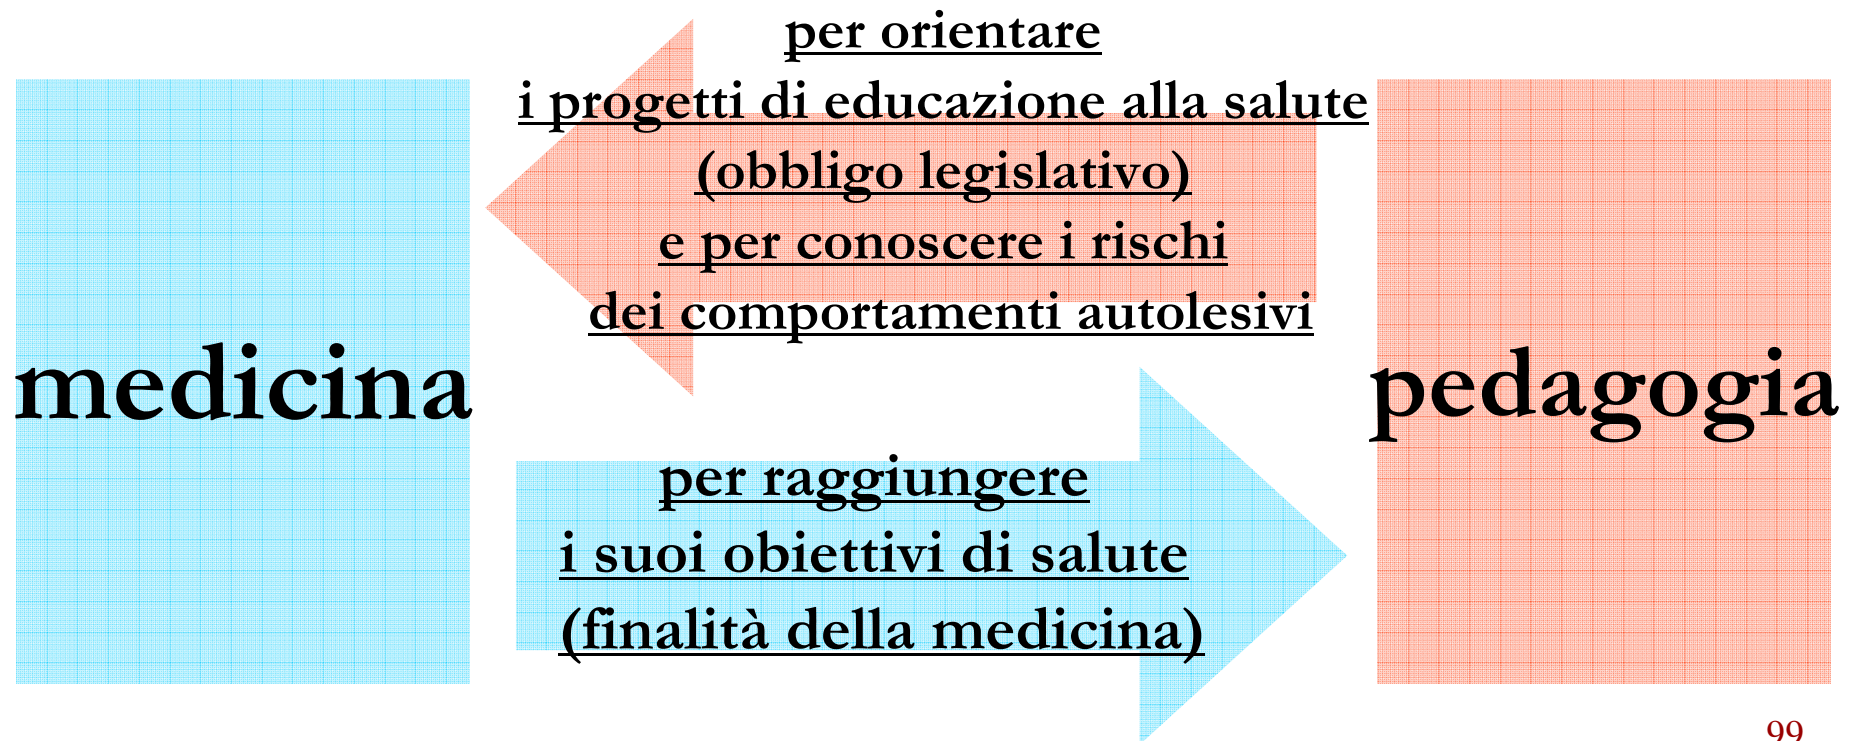 per orientare
i progetti di educazione alla salute
(obbligo legislativo)
e per conoscere i rischi
dei comportamenti autolesivi
medicina
pedagogia
per raggiungere
i suoi obiettivi di salute
(finalità della medicina)
99